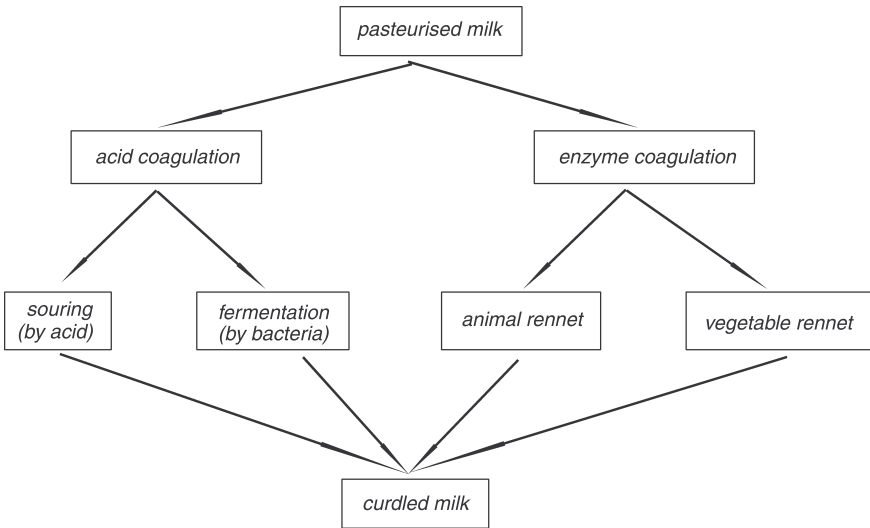 pasteurised milk
acid coagulation
enzyme coagulation
souring
(by acid)
fermentation
(by bacteria)
animal rennet
vegetable rennet
curdled milk